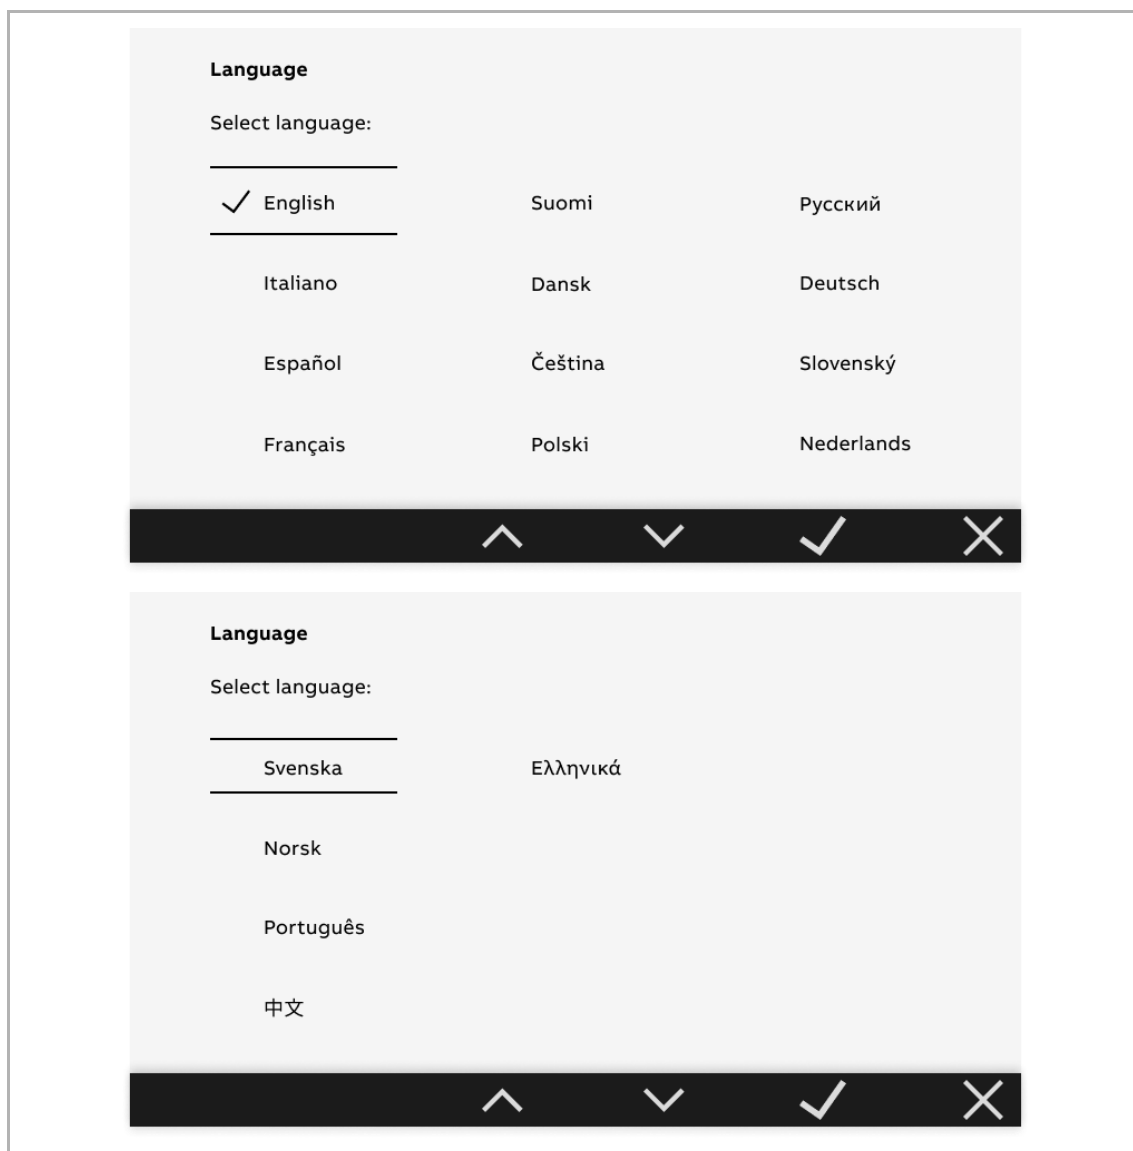 Language
Select language:
English Suomi Русский
Italiano Dansk Deutsch
Español Čeština Slovenský
Français Polski Nederlands
Language
Select language:
Svenska Ελληνικά
Norsk
Português
中文